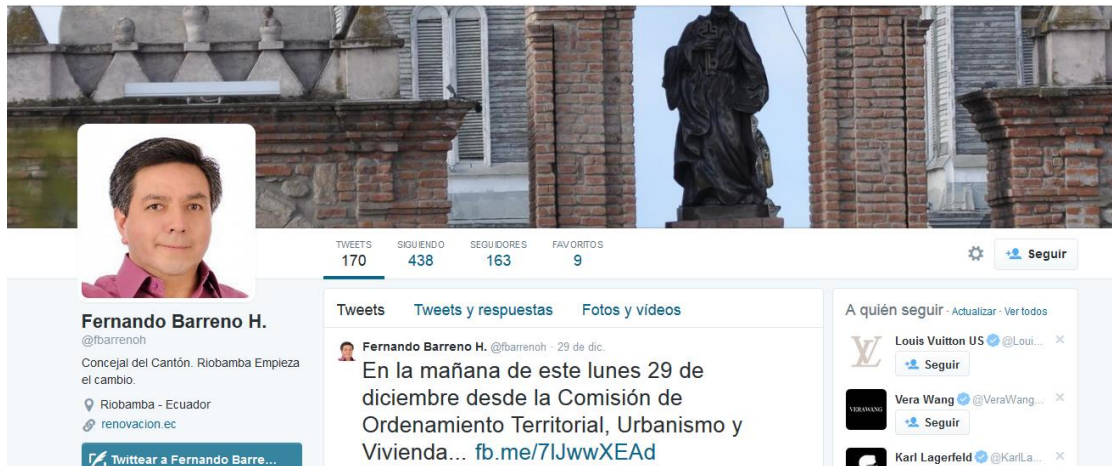 TWEETS SIGUIENDO SEGUIDORES FAVORITOS
170 438 163 9
Seguir
Fernando Barreno H.
@fbarrenoh
Concejal del Cantón. Riobamba Empieza
el cambio.
Riobamba - Ecuador
renovacion.ec
Twittear a Fernando Barre...
Tweets Tweets y respuestas Fotos y vídeos
Fernando Barreno H. @fbarrenoh · 29 de dic.
En la mañana de este lunes 29 de
diciembre desde la Comisión de
Ordenamiento Territorial, Urbanismo y
Vivienda... fb.me/7IJwwXEAd
A quién seguir · Actualizar · Ver todos
Louis Vuitton US @Loui...
Seguir
VERAWANG
Vera Wang @VeraWang...
Seguir
Karl Lagerfeld @KarlLa...